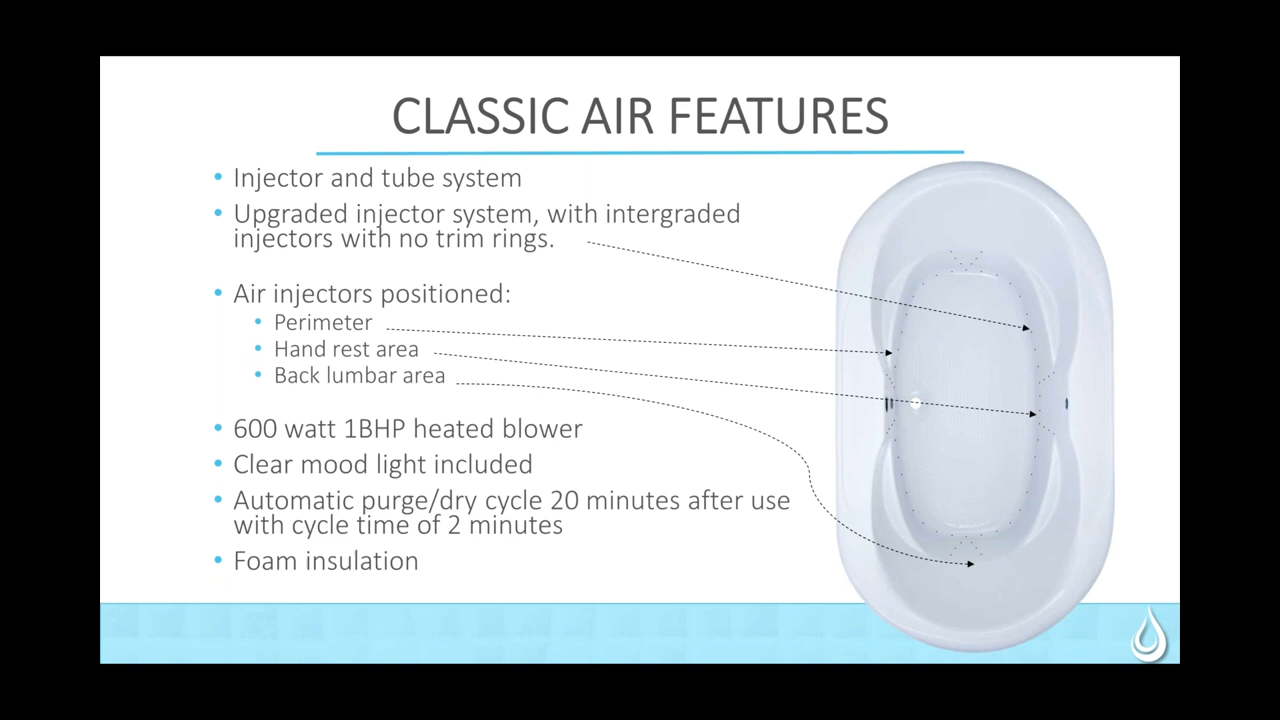 CLASSIC AIR FEATURES
• Injector and tube system
• Upgraded injector system, with intergraded
injectors with no trim rings.
• Air injectors positioned:
• Perimeter
• Hand rest area
• Back lumbar area
• 600 watt 1BHP heated blower
• Clear mood light included
• Automatic purge/dry cycle 20 minutes after use
with cycle time of 2 minutes
• Foam insulation